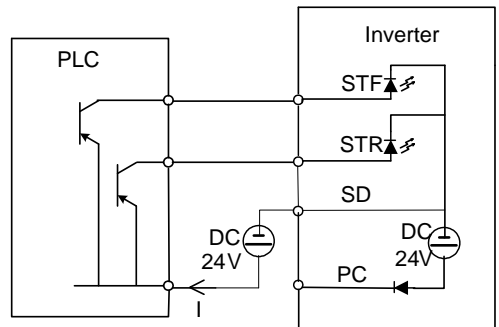 Inverter
PLC
STF
STR
SD
DC
24V
DC
24V
PC
I